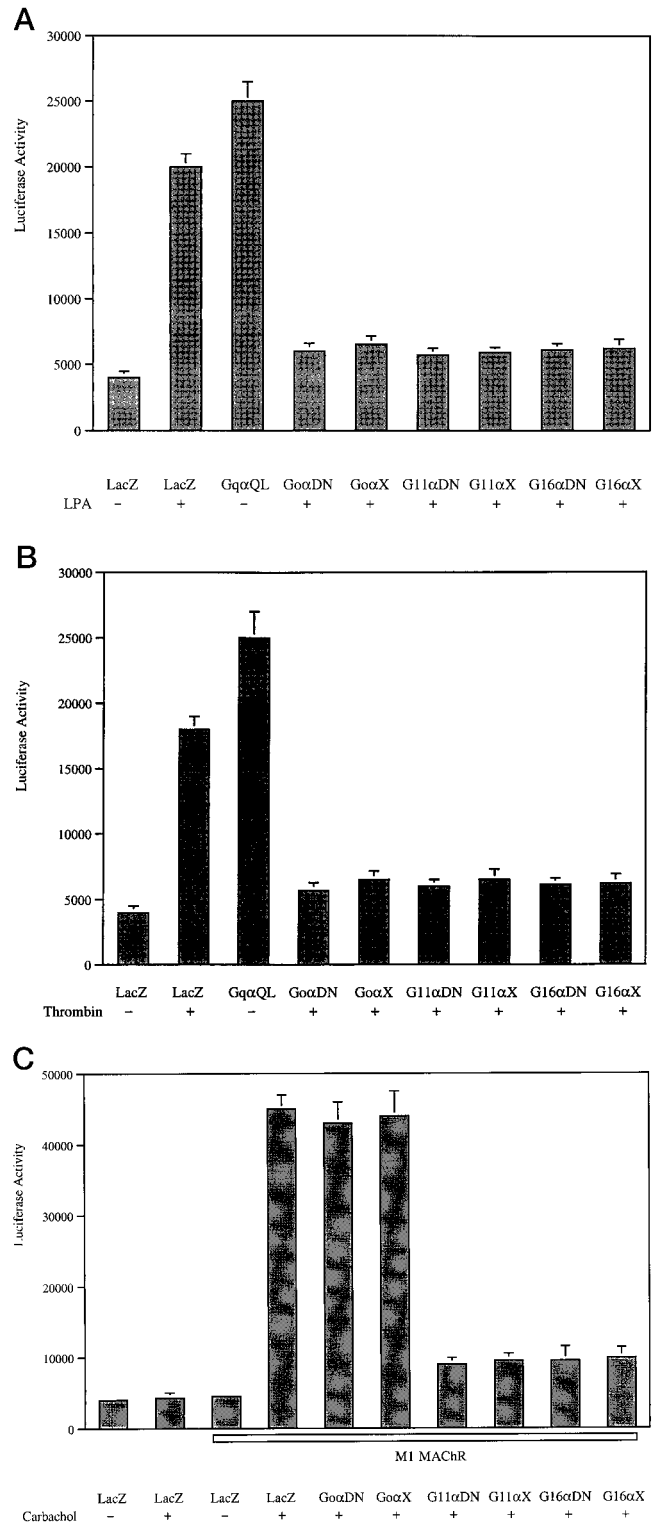 A
30000
25000
20000
15000
10000
5000
0
Luciferase Activity
LacZ LacZ GqαQL GoαDN GoαX G11αDN G11αX G16αDN G16αX
LPA − + − + + + + + +
B
30000
25000
20000
15000
10000
5000
0
Luciferase Activity
LacZ LacZ GqαQL GoαDN GoαX G11αDN G11αX G16αDN G16αX
Thrombin − + − + + + + + +
C
50000
40000
30000
20000
10000
0
Luciferase Activity
M1 MAChR
LacZ LacZ LacZ LacZ GoαDN GoαX G11αDN G11αX G16αDN G16αX
Carbachol − + − + + + + + + +